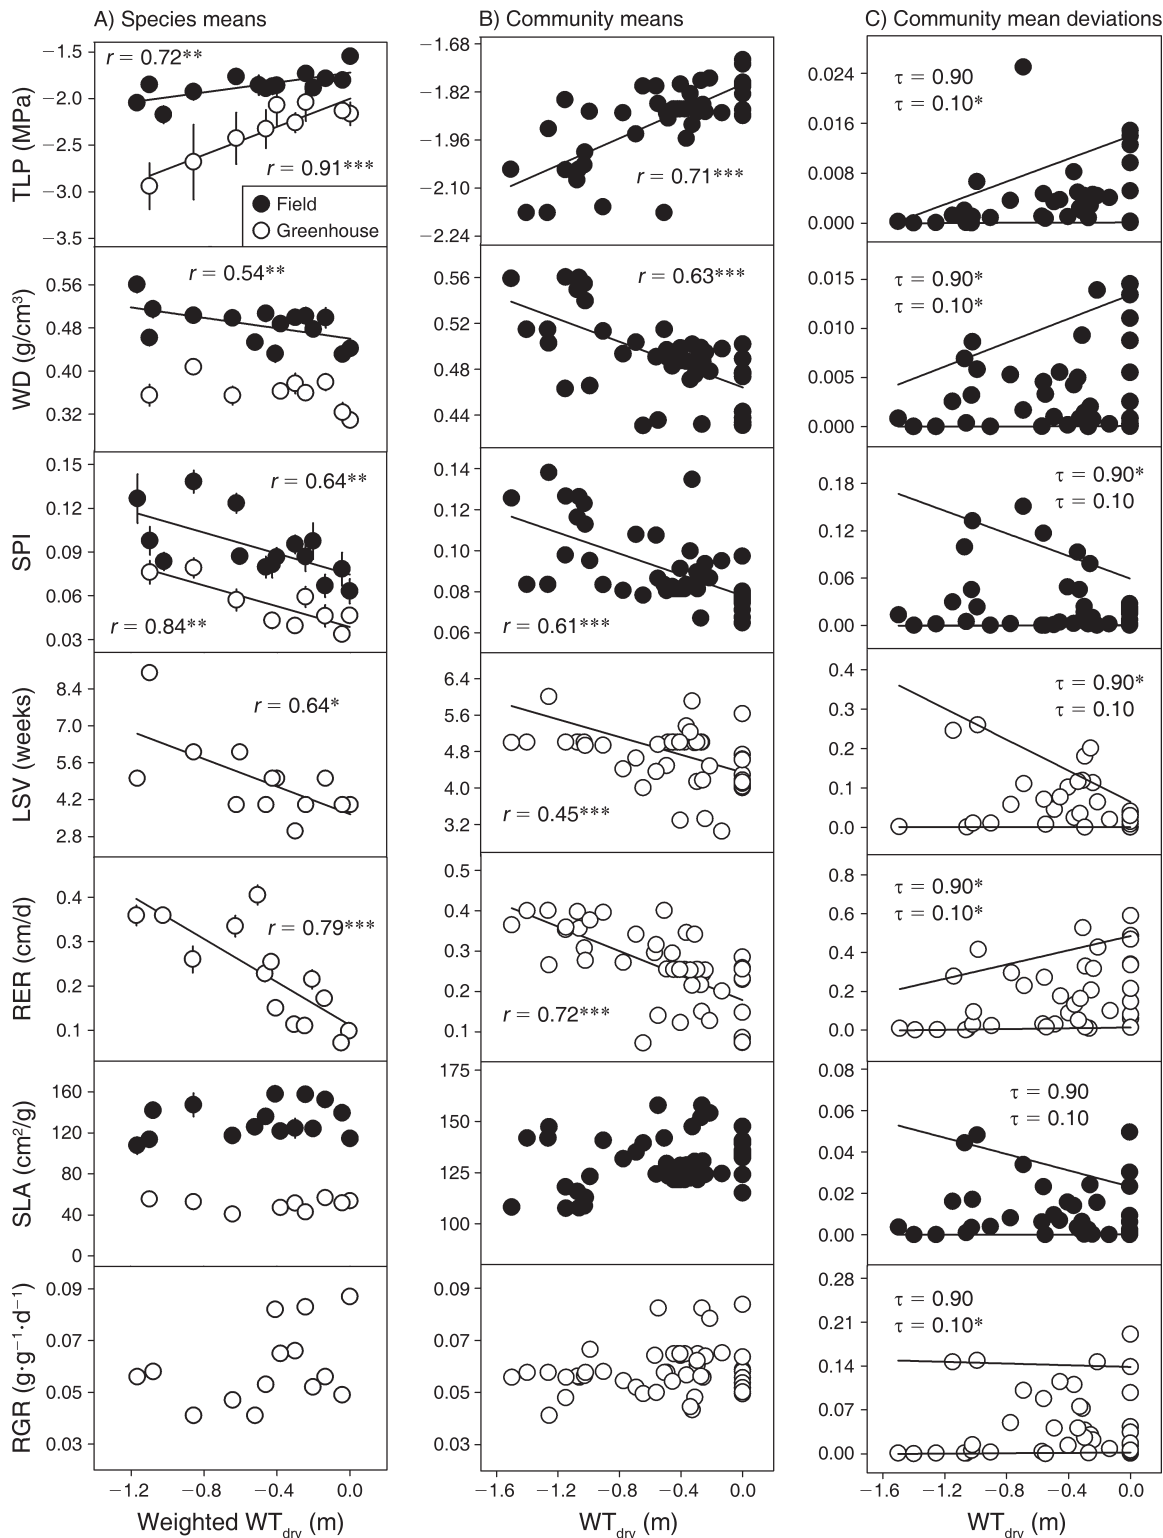 A) Species means
B) Community means
C) Community mean deviations
TLP (MPa)
−1.5
−2.0
−2.5
−3.0
−3.5
r = 0.72**
r = 0.91***
Field
Greenhouse
−1.68
−1.82
−1.96
−2.10
−2.24
r = 0.71***
0.024
0.016
0.008
0.000
τ = 0.90
τ = 0.10*
WD (g/cm³)
0.56
0.48
0.40
0.32
r = 0.54**
0.56
0.52
0.48
0.44
r = 0.63***
0.015
0.010
0.005
0.000
τ = 0.90*
τ = 0.10*
SPI
0.15
0.12
0.09
0.06
0.03
r = 0.64**
r = 0.84**
0.14
0.12
0.10
0.08
0.06
r = 0.61***
0.18
0.12
0.06
0.00
τ = 0.90*
τ = 0.10
LSV (weeks)
8.4
7.0
5.6
4.2
2.8
r = 0.64*
6.4
5.6
4.8
4.0
3.2
r = 0.45***
0.4
0.3
0.2
0.1
0.0
τ = 0.90*
τ = 0.10
RER (cm/d)
0.4
0.3
0.2
0.1
r = 0.79***
0.5
0.4
0.3
0.2
0.1
r = 0.72***
0.8
0.6
0.4
0.2
0.0
τ = 0.90*
τ = 0.10*
SLA (cm²/g)
160
120
80
40
0
175
150
125
100
0.08
0.06
0.04
0.02
0.00
τ = 0.90
τ = 0.10
RGR (g·g⁻¹·d⁻¹)
0.09
0.07
0.05
0.03
0.09
0.07
0.05
0.03
0.28
0.21
0.14
0.07
0.00
τ = 0.90
τ = 0.10*
−1.2 −0.8 −0.4 0.0
−1.6 −1.2 −0.8 −0.4 0.0
−1.6 −1.2 −0.8 −0.4 0.0
Weighted WTdry (m)
WTdry (m)
WTdry (m)